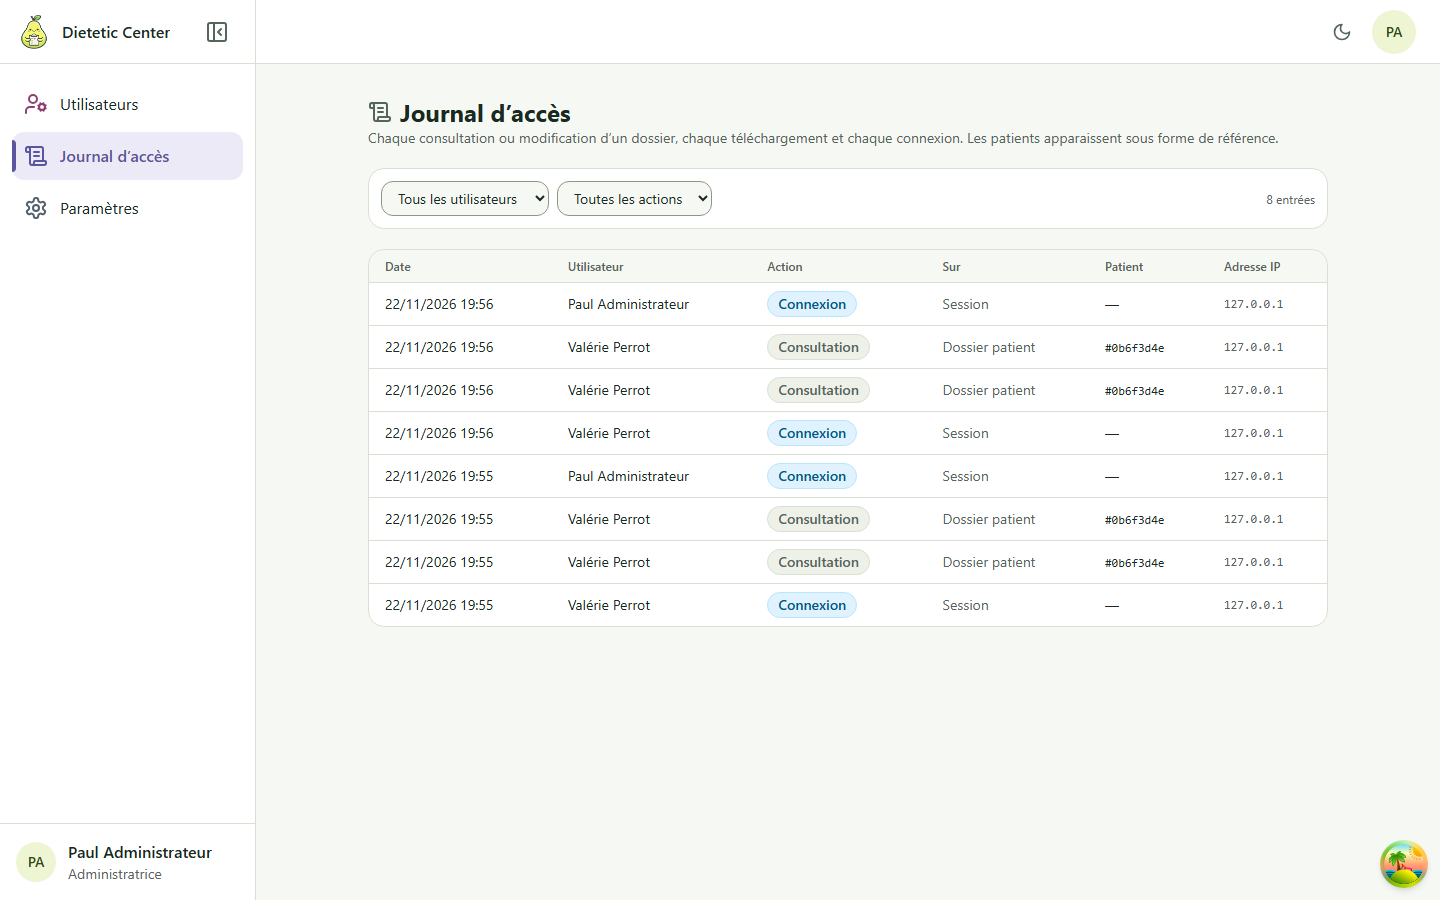 Dietetic Center
PA
Utilisateurs
Journal d’accès
Paramètres
Journal d’accès
Chaque consultation ou modification d’un dossier, chaque téléchargement et chaque connexion. Les patients apparaissent sous forme de référence.
Tous les utilisateurs Toutes les actions 8 entrées
Date Utilisateur Action Sur Patient Adresse IP
22/11/2026 19:56 Paul Administrateur Connexion Session — 127.0.0.1
22/11/2026 19:56 Valérie Perrot Consultation Dossier patient #0b6f3d4e 127.0.0.1
22/11/2026 19:56 Valérie Perrot Consultation Dossier patient #0b6f3d4e 127.0.0.1
22/11/2026 19:56 Valérie Perrot Connexion Session — 127.0.0.1
22/11/2026 19:55 Paul Administrateur Connexion Session — 127.0.0.1
22/11/2026 19:55 Valérie Perrot Consultation Dossier patient #0b6f3d4e 127.0.0.1
22/11/2026 19:55 Valérie Perrot Consultation Dossier patient #0b6f3d4e 127.0.0.1
22/11/2026 19:55 Valérie Perrot Connexion Session — 127.0.0.1
PA
Paul Administrateur
Administratrice